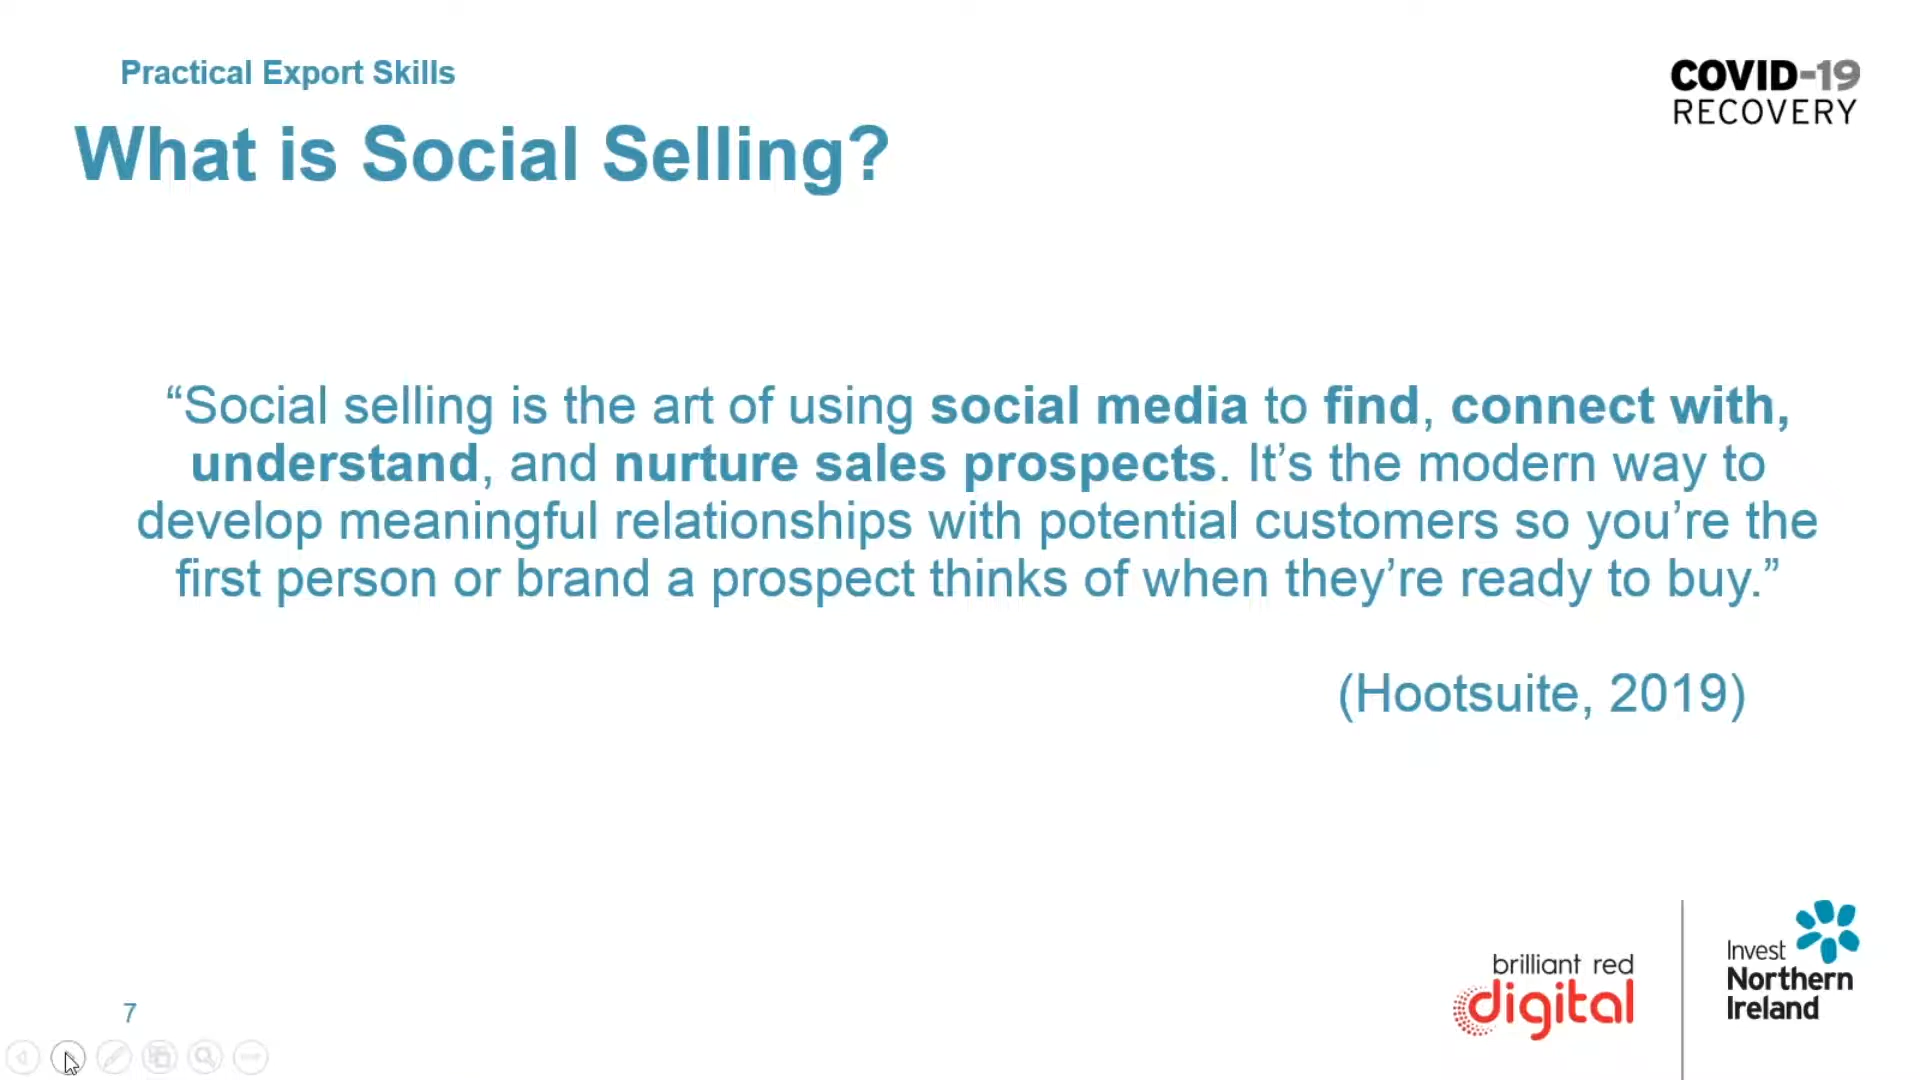 Practical Export Skills
COVID-19
RECOVERY
What is Social Selling?
“Social selling is the art of using social media to find, connect with,
understand, and nurture sales prospects. It’s the modern way to
develop meaningful relationships with potential customers so you’re the
first person or brand a prospect thinks of when they’re ready to buy.”
(Hootsuite, 2019)
brilliant red
digital
Invest
Northern
Ireland
7